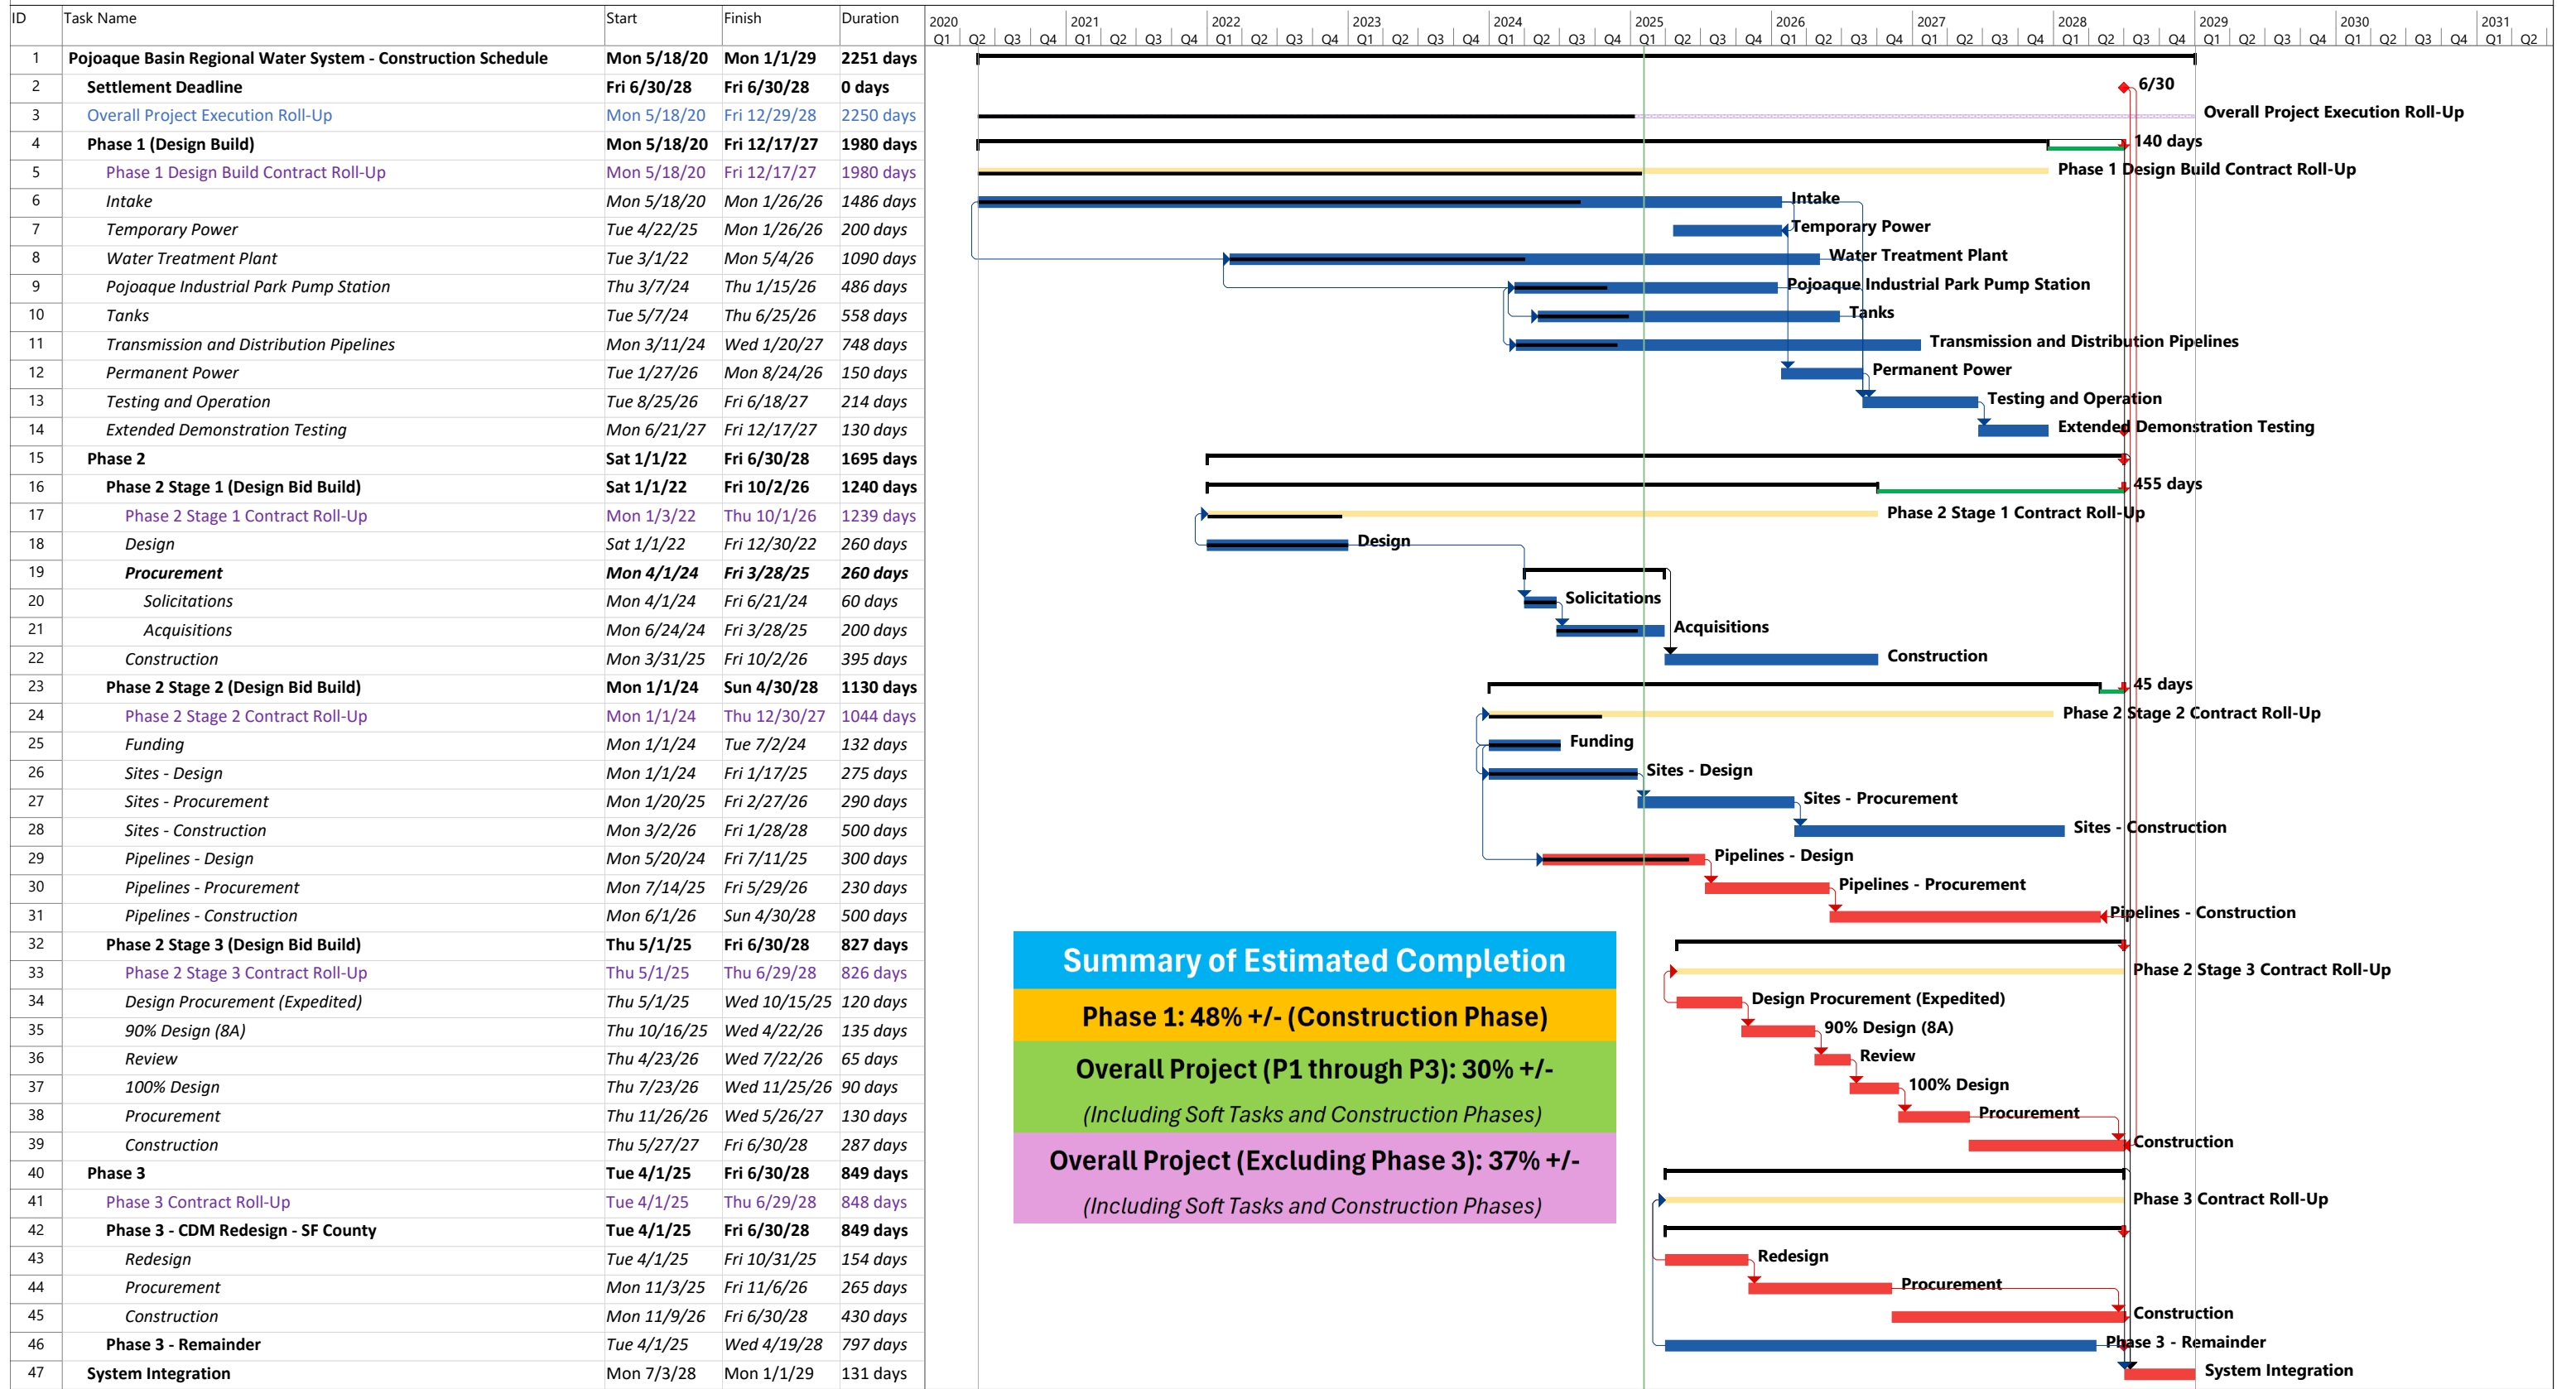 ID Task Name Start Finish Duration 2020 2021 2022 2023 2024 2025 2026 2027 2028 2029 2030 2031
Q1 Q2 Q3 Q4 Q1 Q2 Q3 Q4 Q1 Q2 Q3 Q4 Q1 Q2 Q3 Q4 Q1 Q2 Q3 Q4 Q1 Q2 Q3 Q4 Q1 Q2 Q3 Q4 Q1 Q2 Q3 Q4 Q1 Q2 Q3 Q4 Q1 Q2 Q3 Q4 Q1 Q2 Q3 Q4 Q1 Q2
1 Pojoaque Basin Regional Water System - Construction Schedule Mon 5/18/20 Mon 1/1/29 2251 days
2 Settlement Deadline Fri 6/30/28 Fri 6/30/28 0 days 6/30
3 Overall Project Execution Roll-Up Mon 5/18/20 Fri 12/29/28 2250 days Overall Project Execution Roll-Up
4 Phase 1 (Design Build) Mon 5/18/20 Fri 12/17/27 1980 days 140 days
5 Phase 1 Design Build Contract Roll-Up Mon 5/18/20 Fri 12/17/27 1980 days Phase 1 Design Build Contract Roll-Up
6 Intake Mon 5/18/20 Mon 1/26/26 1486 days Intake
7 Temporary Power Tue 4/22/25 Mon 1/26/26 200 days Temporary Power
8 Water Treatment Plant Tue 3/1/22 Mon 5/4/26 1090 days Water Treatment Plant
9 Pojoaque Industrial Park Pump Station Thu 3/7/24 Thu 1/15/26 486 days Pojoaque Industrial Park Pump Station
10 Tanks Tue 5/7/24 Thu 6/25/26 558 days Tanks
11 Transmission and Distribution Pipelines Mon 3/11/24 Wed 1/20/27 748 days Transmission and Distribution Pipelines
12 Permanent Power Tue 1/27/26 Mon 8/24/26 150 days Permanent Power
13 Testing and Operation Tue 8/25/26 Fri 6/18/27 214 days Testing and Operation
14 Extended Demonstration Testing Mon 6/21/27 Fri 12/17/27 130 days Extended Demonstration Testing
15 Phase 2 Sat 1/1/22 Fri 6/30/28 1695 days
16 Phase 2 Stage 1 (Design Bid Build) Sat 1/1/22 Fri 10/2/26 1240 days 455 days
17 Phase 2 Stage 1 Contract Roll-Up Mon 1/3/22 Thu 10/1/26 1239 days Phase 2 Stage 1 Contract Roll-Up
18 Design Sat 1/1/22 Fri 12/30/22 260 days Design
19 Procurement Mon 4/1/24 Fri 3/28/25 260 days
20 Solicitations Mon 4/1/24 Fri 6/21/24 60 days Solicitations
21 Acquisitions Mon 6/24/24 Fri 3/28/25 200 days Acquisitions
22 Construction Mon 3/31/25 Fri 10/2/26 395 days Construction
23 Phase 2 Stage 2 (Design Bid Build) Mon 1/1/24 Sun 4/30/28 1130 days 45 days
24 Phase 2 Stage 2 Contract Roll-Up Mon 1/1/24 Thu 12/30/27 1044 days Phase 2 Stage 2 Contract Roll-Up
25 Funding Mon 1/1/24 Tue 7/2/24 132 days Funding
26 Sites - Design Mon 1/1/24 Fri 1/17/25 275 days Sites - Design
27 Sites - Procurement Mon 1/20/25 Fri 2/27/26 290 days Sites - Procurement
28 Sites - Construction Mon 3/2/26 Fri 1/28/28 500 days Sites - Construction
29 Pipelines - Design Mon 5/20/24 Fri 7/11/25 300 days Pipelines - Design
30 Pipelines - Procurement Mon 7/14/25 Fri 5/29/26 230 days Pipelines - Procurement
31 Pipelines - Construction Mon 6/1/26 Sun 4/30/28 500 days Pipelines - Construction
32 Phase 2 Stage 3 (Design Bid Build) Thu 5/1/25 Fri 6/30/28 827 days
33 Phase 2 Stage 3 Contract Roll-Up Thu 5/1/25 Thu 6/29/28 826 days Phase 2 Stage 3 Contract Roll-Up
34 Design Procurement (Expedited) Thu 5/1/25 Wed 10/15/25 120 days Design Procurement (Expedited)
35 90% Design (8A) Thu 10/16/25 Wed 4/22/26 135 days 90% Design (8A)
36 Review Thu 4/23/26 Wed 7/22/26 65 days Review
37 100% Design Thu 7/23/26 Wed 11/25/26 90 days 100% Design
38 Procurement Thu 11/26/26 Wed 5/26/27 130 days Procurement
39 Construction Thu 5/27/27 Fri 6/30/28 287 days Construction
40 Phase 3 Tue 4/1/25 Fri 6/30/28 849 days
41 Phase 3 Contract Roll-Up Tue 4/1/25 Thu 6/29/28 848 days Phase 3 Contract Roll-Up
42 Phase 3 - CDM Redesign - SF County Tue 4/1/25 Fri 6/30/28 849 days
43 Redesign Tue 4/1/25 Fri 10/31/25 154 days Redesign
44 Procurement Mon 11/3/25 Fri 11/6/26 265 days Procurement
45 Construction Mon 11/9/26 Fri 6/30/28 430 days Construction
46 Phase 3 - Remainder Tue 4/1/25 Wed 4/19/28 797 days Phase 3 - Remainder
47 System Integration Mon 7/3/28 Mon 1/1/29 131 days System Integration
Summary of Estimated Completion
Phase 1: 48% +/- (Construction Phase)
Overall Project (P1 through P3): 30% +/-
(Including Soft Tasks and Construction Phases)
Overall Project (Excluding Phase 3): 37% +/-
(Including Soft Tasks and Construction Phases)